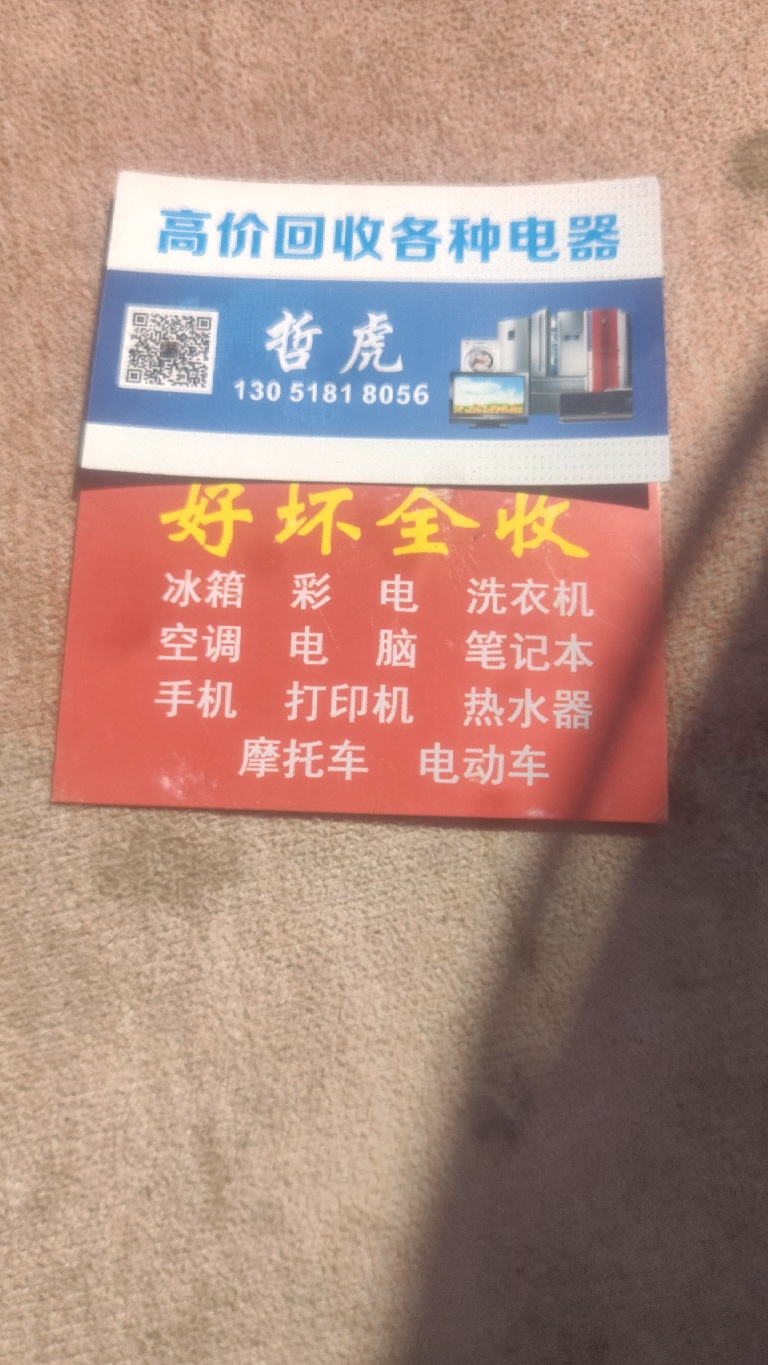 高价回收各种电器
哲虎
130 5181 8056
好坏全收
冰箱 彩电 洗衣机
空调 电脑 笔记本
手机 打印机 热水器
摩托车 电动车